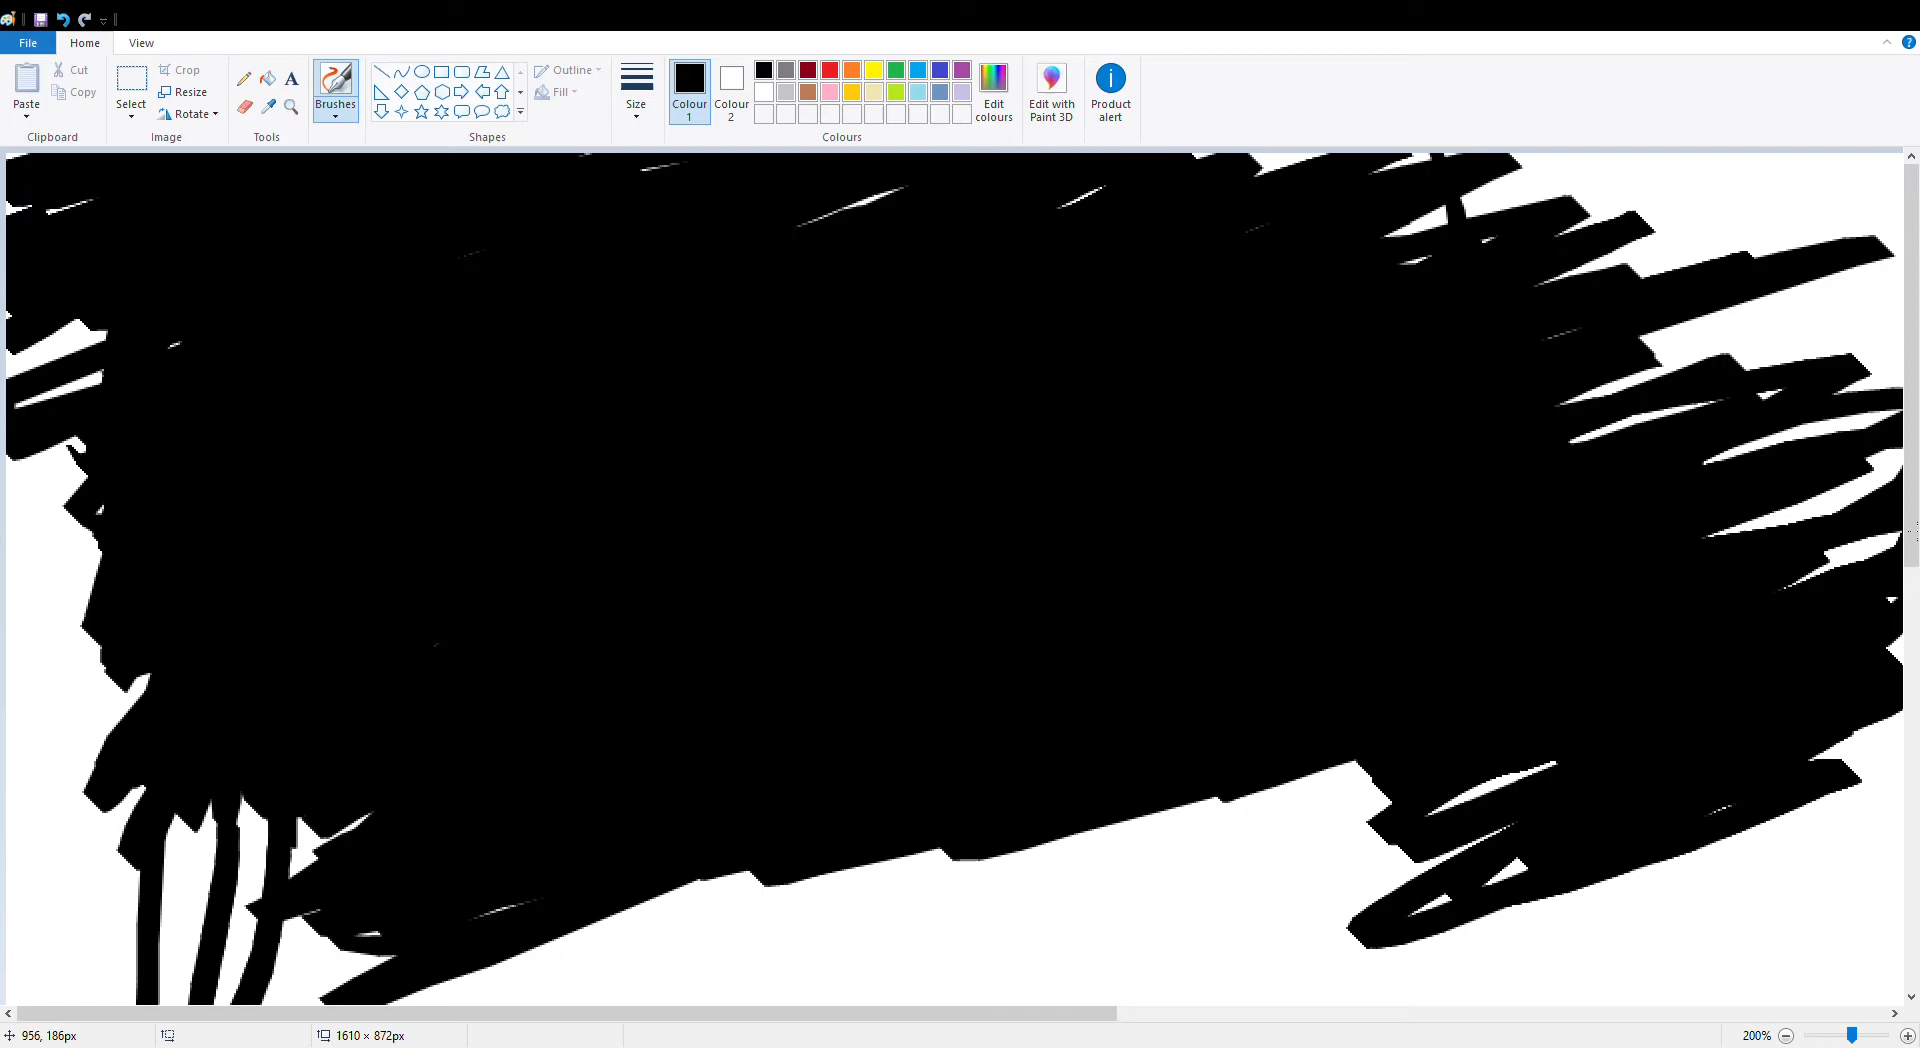 File Home View
Cut
Copy
Paste
Clipboard
Select
Crop
Resize
Rotate
Image
A
Tools
Brushes
Shapes
Outline
Fill
Size
Colour
1
Colour
2
Colours
Edit
colours
Edit with
Paint 3D
Product
alert
956, 186px
1610 × 872px
200%